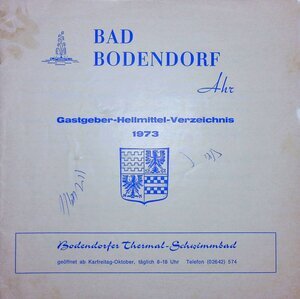 BAD
BODENDORF
Ahr
Gastgeber-Heilmittel-Verzeichnis
1973
Bodendorfer Thermal-Schwimmbad
geöffnet ab Karfreitag-Oktober, täglich 8-18 Uhr Telefon (02642) 574